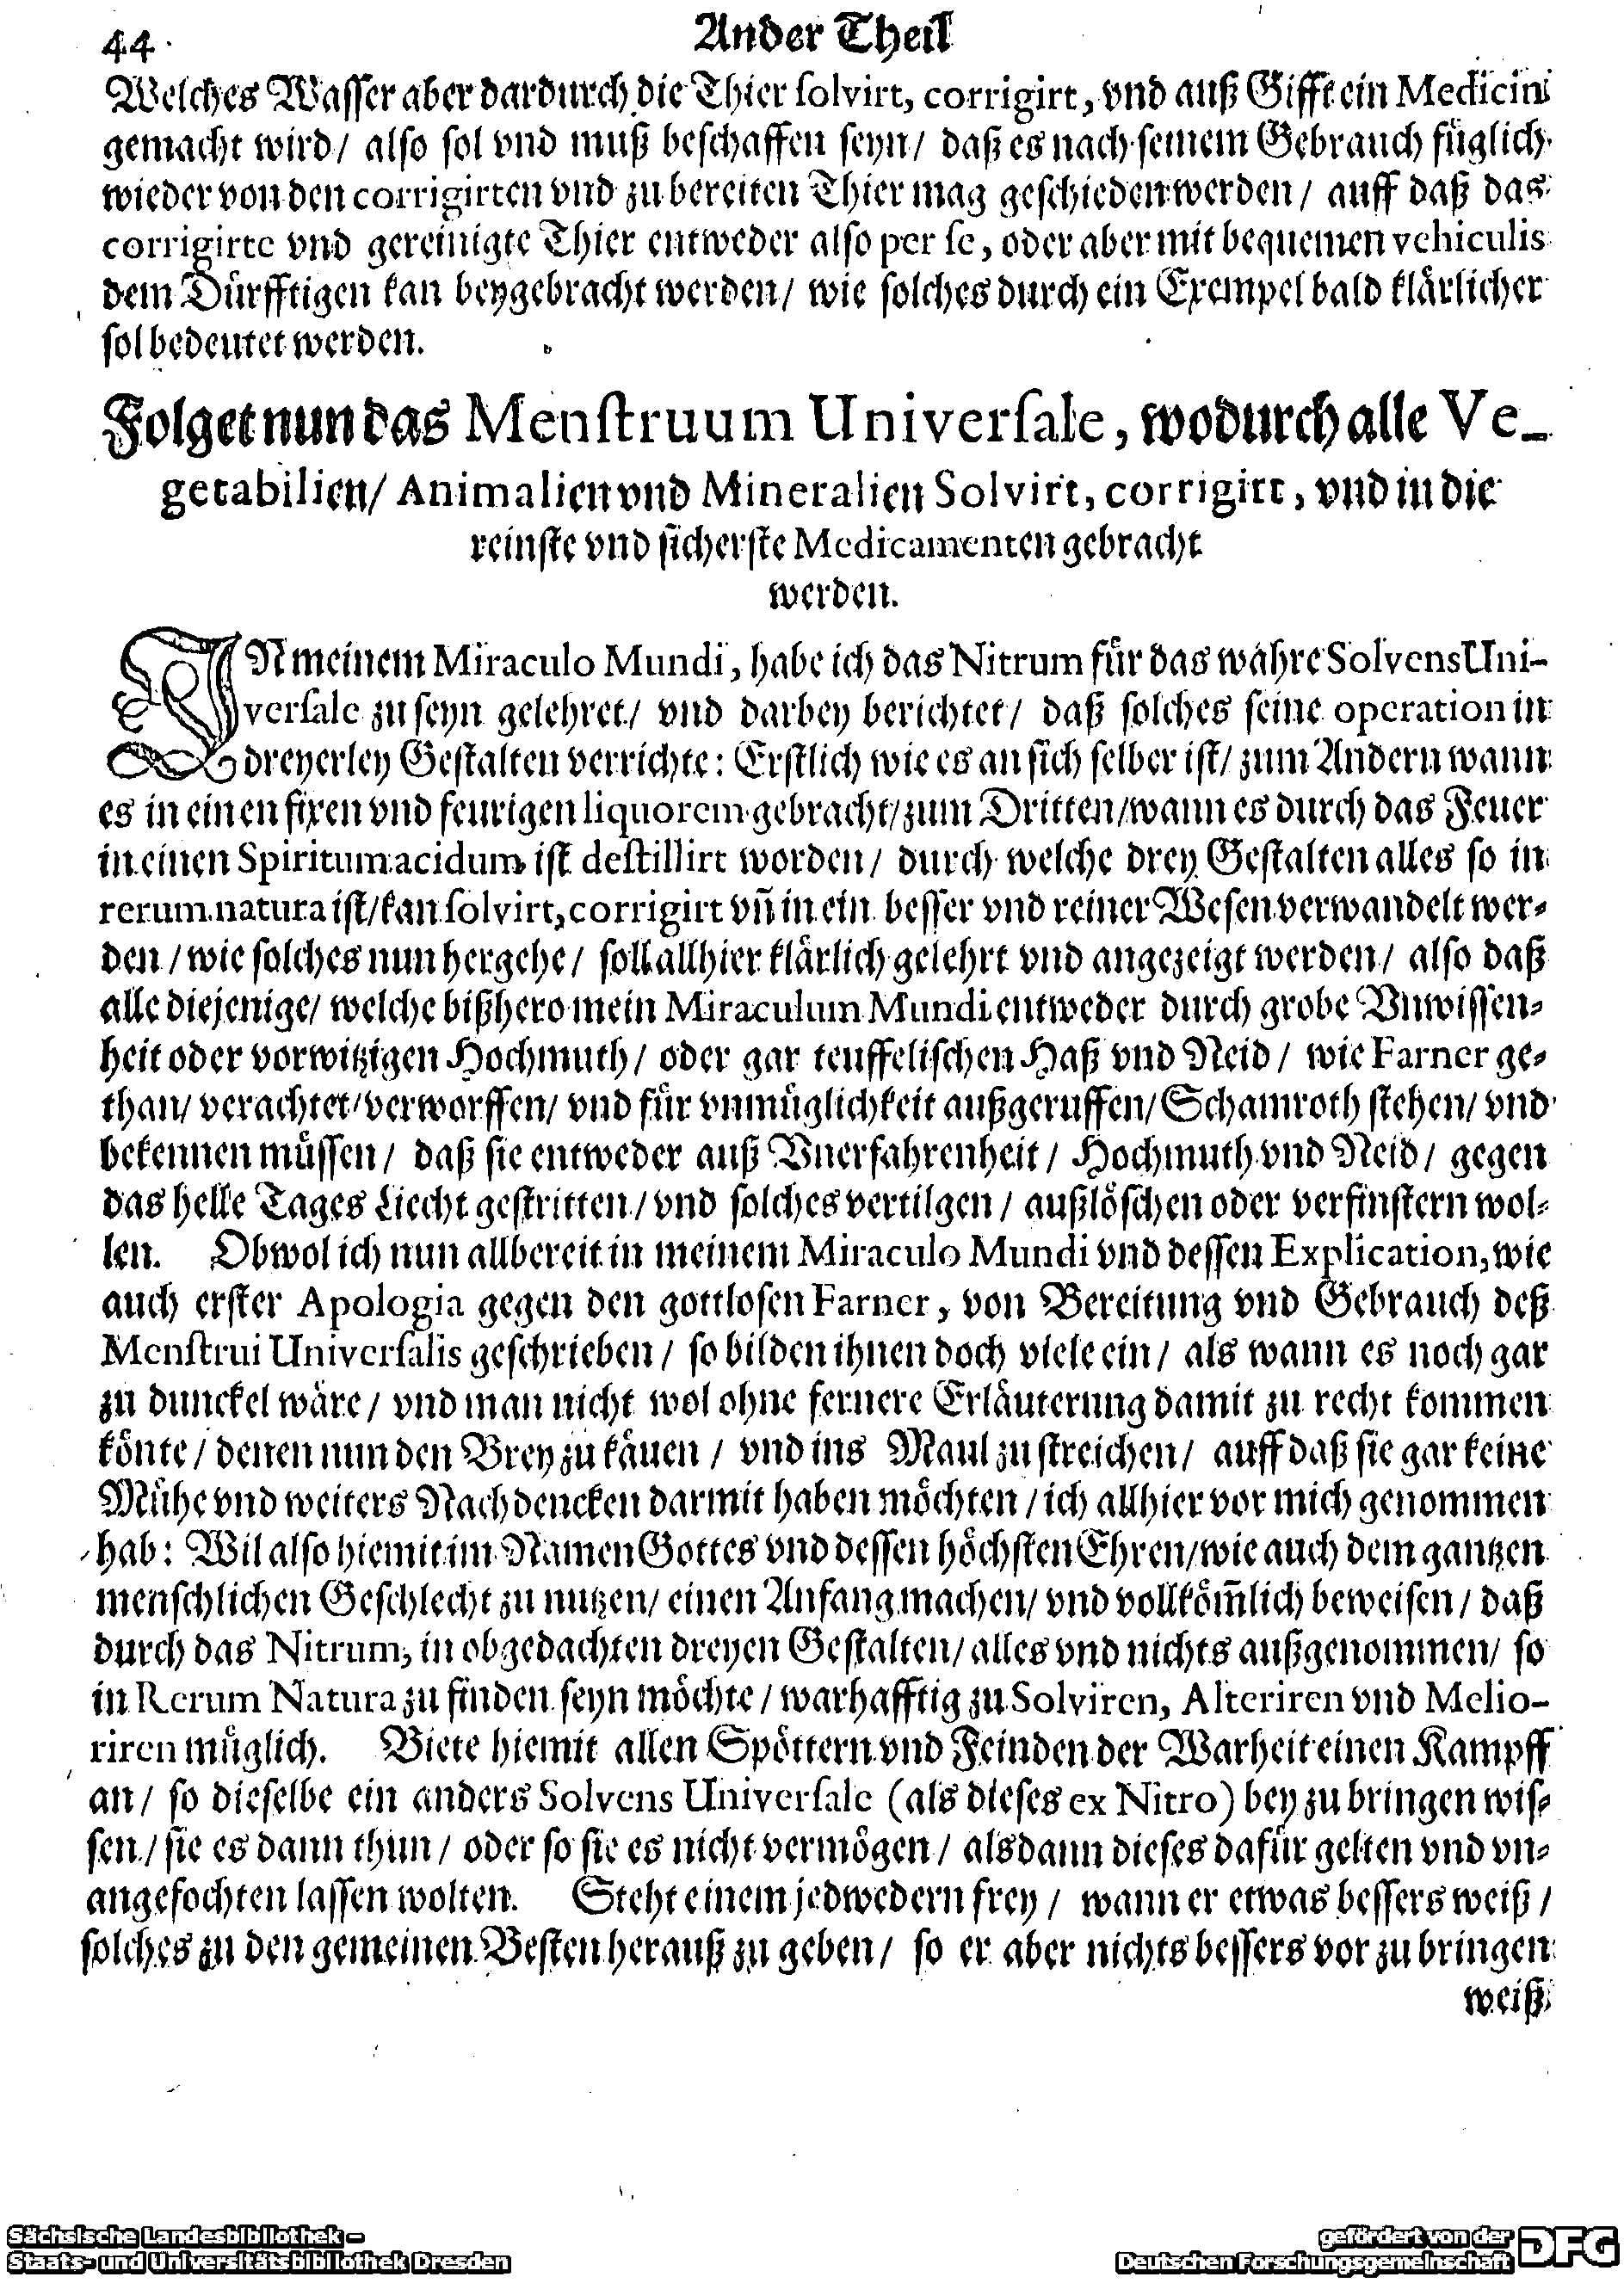 44 Ander Theil
Welches Wasser aber dardurch die Thier solvirt, corrigirt, vnd auß Gifft ein Medicin
gemacht wird / also sol vnd muß beschaffen seyn / daß es nach seinem Gebrauch füglich
wieder von den corrigirten vnd zu bereiten Thier mag geschieden werden / auff daß das
corrigirte vnd gereinigte Thier entweder also per se, oder aber mit bequemen vehiculis
dem Dürfftigen kan beygebracht werden / wie solches durch ein Exempel bald klärlicher
sol bedeutet werden.
Folget nun das Menstruum Universale, wodurch alle Ve-
getabilien / Animalien vnd Mineralien Solvirt, corrigirt, vnd in die
reinste vnd sicherste Medicamenten gebracht
werden.
IN meinem Miraculo Mundi, habe ich das Nitrum für das wahre Solvens Uni-
versale zu seyn gelehret / vnd darbey berichtet / daß solches seine operation in
dreyerley Gestalten verrichte: Erstlich wie es an sich selber ist / zum Andern wann
es in einen fixen vnd feurigen liquorem gebracht / zum Dritten / wann es durch das Feuer
in einen Spiritum acidum ist destillirt worden / durch welche drey Gestalten alles so in
rerum natura ist / kan solvirt, corrigirt vñ in ein besser vnd reiner Wesen verwandelt wer-
den / wie solches nun hergehe / soll allhier klärlich gelehrt vnd angezeigt werden / also daß
alle diejenige / welche bißhero mein Miraculum Mundi entweder durch grobe Vnwissen-
heit oder vorwitzigen Hochmuth / oder gar teuffelischen Haß vnd Neid / wie Farner ge-
than / verachtet / verworffen / vnd für vnmüglichkeit außgeruffen / Schamroth stehen / vnd
bekennen müssen / daß sie entweder auß Vnerfahrenheit / Hochmuth vnd Neid / gegen
das helle Tages Liecht gestritten / vnd solches vertilgen / außlöschen oder verfinstern wol-
len. Obwol ich nun allbereit in meinem Miraculo Mundi vnd dessen Explication, wie
auch erster Apologia gegen den gottlosen Farner, von Bereitung vnd Gebrauch deß
Menstrui Universalis geschrieben / so bilden ihnen doch viele ein / als wann es noch gar
zu dunckel wäre / vnd man nicht wol ohne fernere Erläuterung damit zu recht kommen
könte / denen nun den Brey zu käuen / vnd ins Maul zu streichen / auff daß sie gar keine
Mühe vnd weiters Nachdencken darmit haben möchten / ich allhier vor mich genommen
hab: Wil also hiemit im Namen Gottes vnd dessen höchsten Ehren / wie auch dem gantzen
menschlichen Geschlecht zu nutzen / einen Anfang machen / vnd vollköm̃lich beweisen / daß
durch das Nitrum, in obgedachten dreyen Gestalten / alles vnd nichts außgenommen / so
in Rerum Natura zu finden seyn möchte / warhafftig zu Solviren, Alteriren vnd Melio-
riren müglich. Biete hiemit allen Spöttern vnd Feinden der Warheit einen Kampff
an / so dieselbe ein anders Solvens Universale (als dieses ex Nitro) bey zu bringen wis-
sen / sie es dann thun / oder so sie es nicht vermögen / alsdann dieses dafür gelten vnd vn-
angefochten lassen wolten. Steht einem jedwedern frey / wann er etwas bessers weiß /
solches zu den gemeinen Besten herauß zu geben / so er aber nichts bessers vor zu bringen
weiß
Sächsische Landesbibliothek –
Staats- und Universitätsbibliothek Dresden
gefördert von der
Deutschen Forschungsgemeinschaft DFG